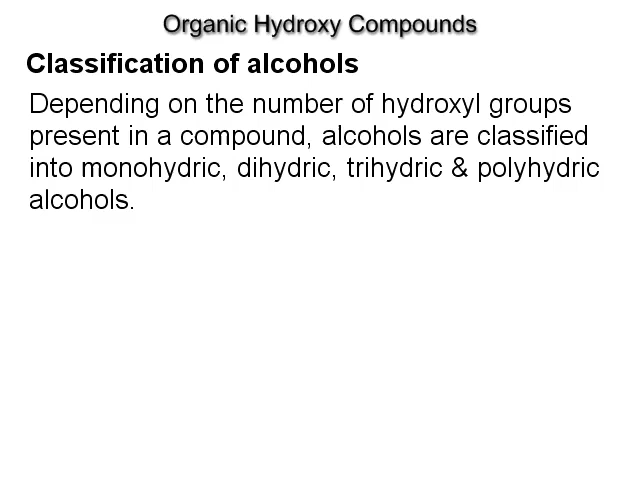 Organic Hydroxy Compounds
Classification of alcohols
Depending on the number of hydroxyl groups
present in a compound, alcohols are classified
into monohydric, dihydric, trihydric & polyhydric
alcohols.